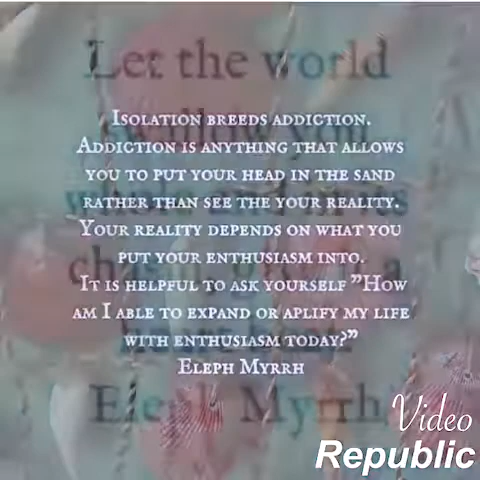 Let the world
Isolation breeds addiction.
Addiction is anything that allows
you to put your head in the sand
rather than see the your reality.
Your reality depends on what you
put your enthusiasm into.
It is helpful to ask yourself "How
am I able to expand or aplify my life
with enthusiasm today?"
Eleph Myrrh
Eleph Myrrh
Video
Republic